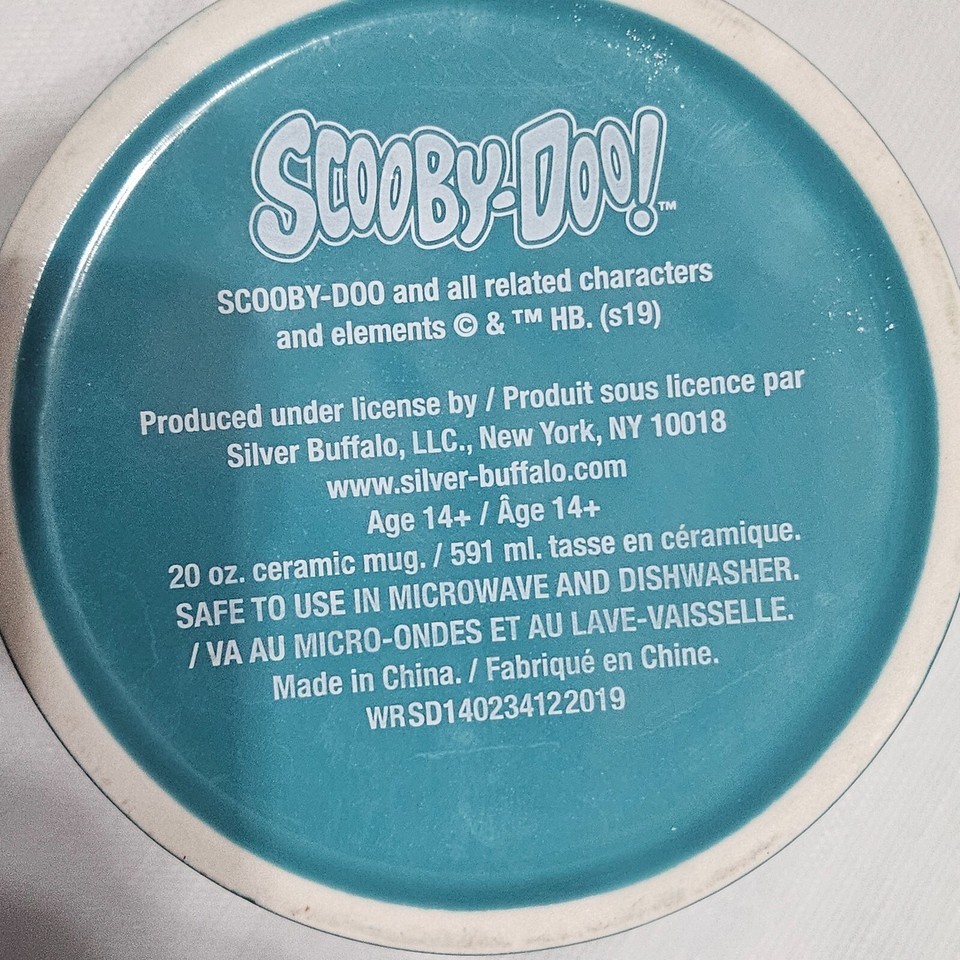 SCOOBY-DOO!™
SCOOBY-DOO and all related characters
and elements © & ™ HB. (s19)
Produced under license by / Produit sous licence par
Silver Buffalo, LLC., New York, NY 10018
www.silver-buffalo.com
Age 14+ / Âge 14+
20 oz. ceramic mug. / 591 ml. tasse en céramique.
SAFE TO USE IN MICROWAVE AND DISHWASHER.
/ VA AU MICRO-ONDES ET AU LAVE-VAISSELLE.
Made in China. / Fabriqué en Chine.
WRSD140234122019